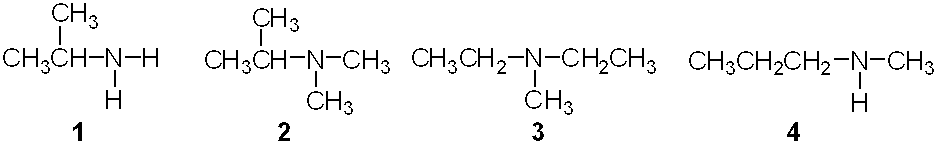 CH₃
CH₃CH—N—H
H
1
CH₃
CH₃CH—N—CH₃
CH₃
2
CH₃CH₂—N—CH₂CH₃
CH₃
3
CH₃CH₂CH₂—N—CH₃
H
4